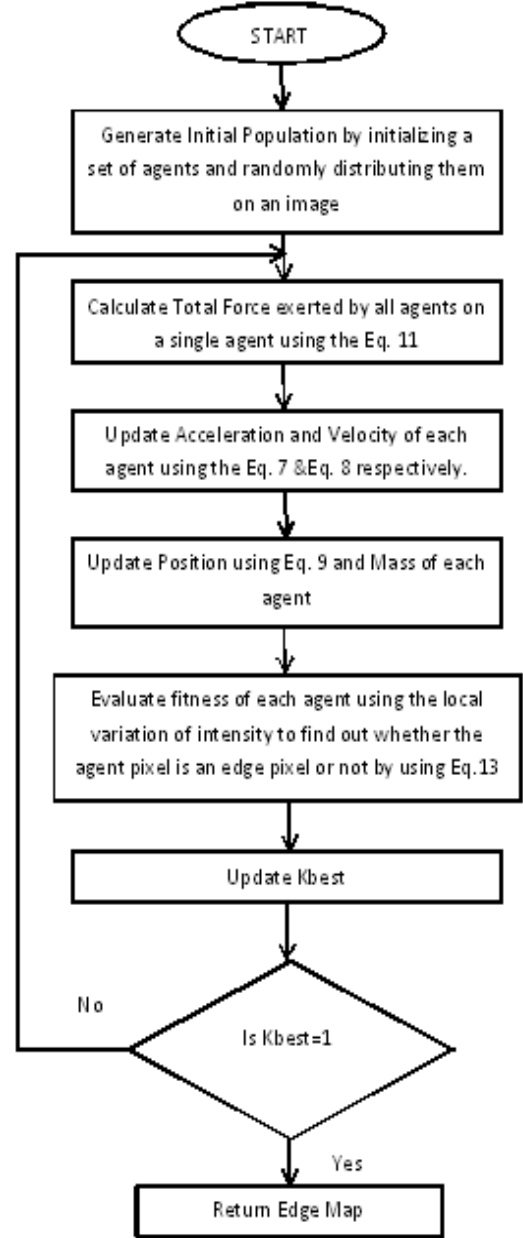 START
Generate Initial Population by initializing a
set of agents and randomly distributing them
on an image
Calculate Total Force exerted by all agents on
a single agent using the Eq. 11
Update Acceleration and Velocity of each
agent using the Eq. 7 &Eq. 8 respectively.
Update Position using Eq. 9 and Mass of each
agent
Evaluate fitness of each agent using the local
variation of intensity to find out whether the
agent pixel is an edge pixel or not by using Eq.13
Update Kbest
No
Is Kbest=1
Yes
Return Edge Map